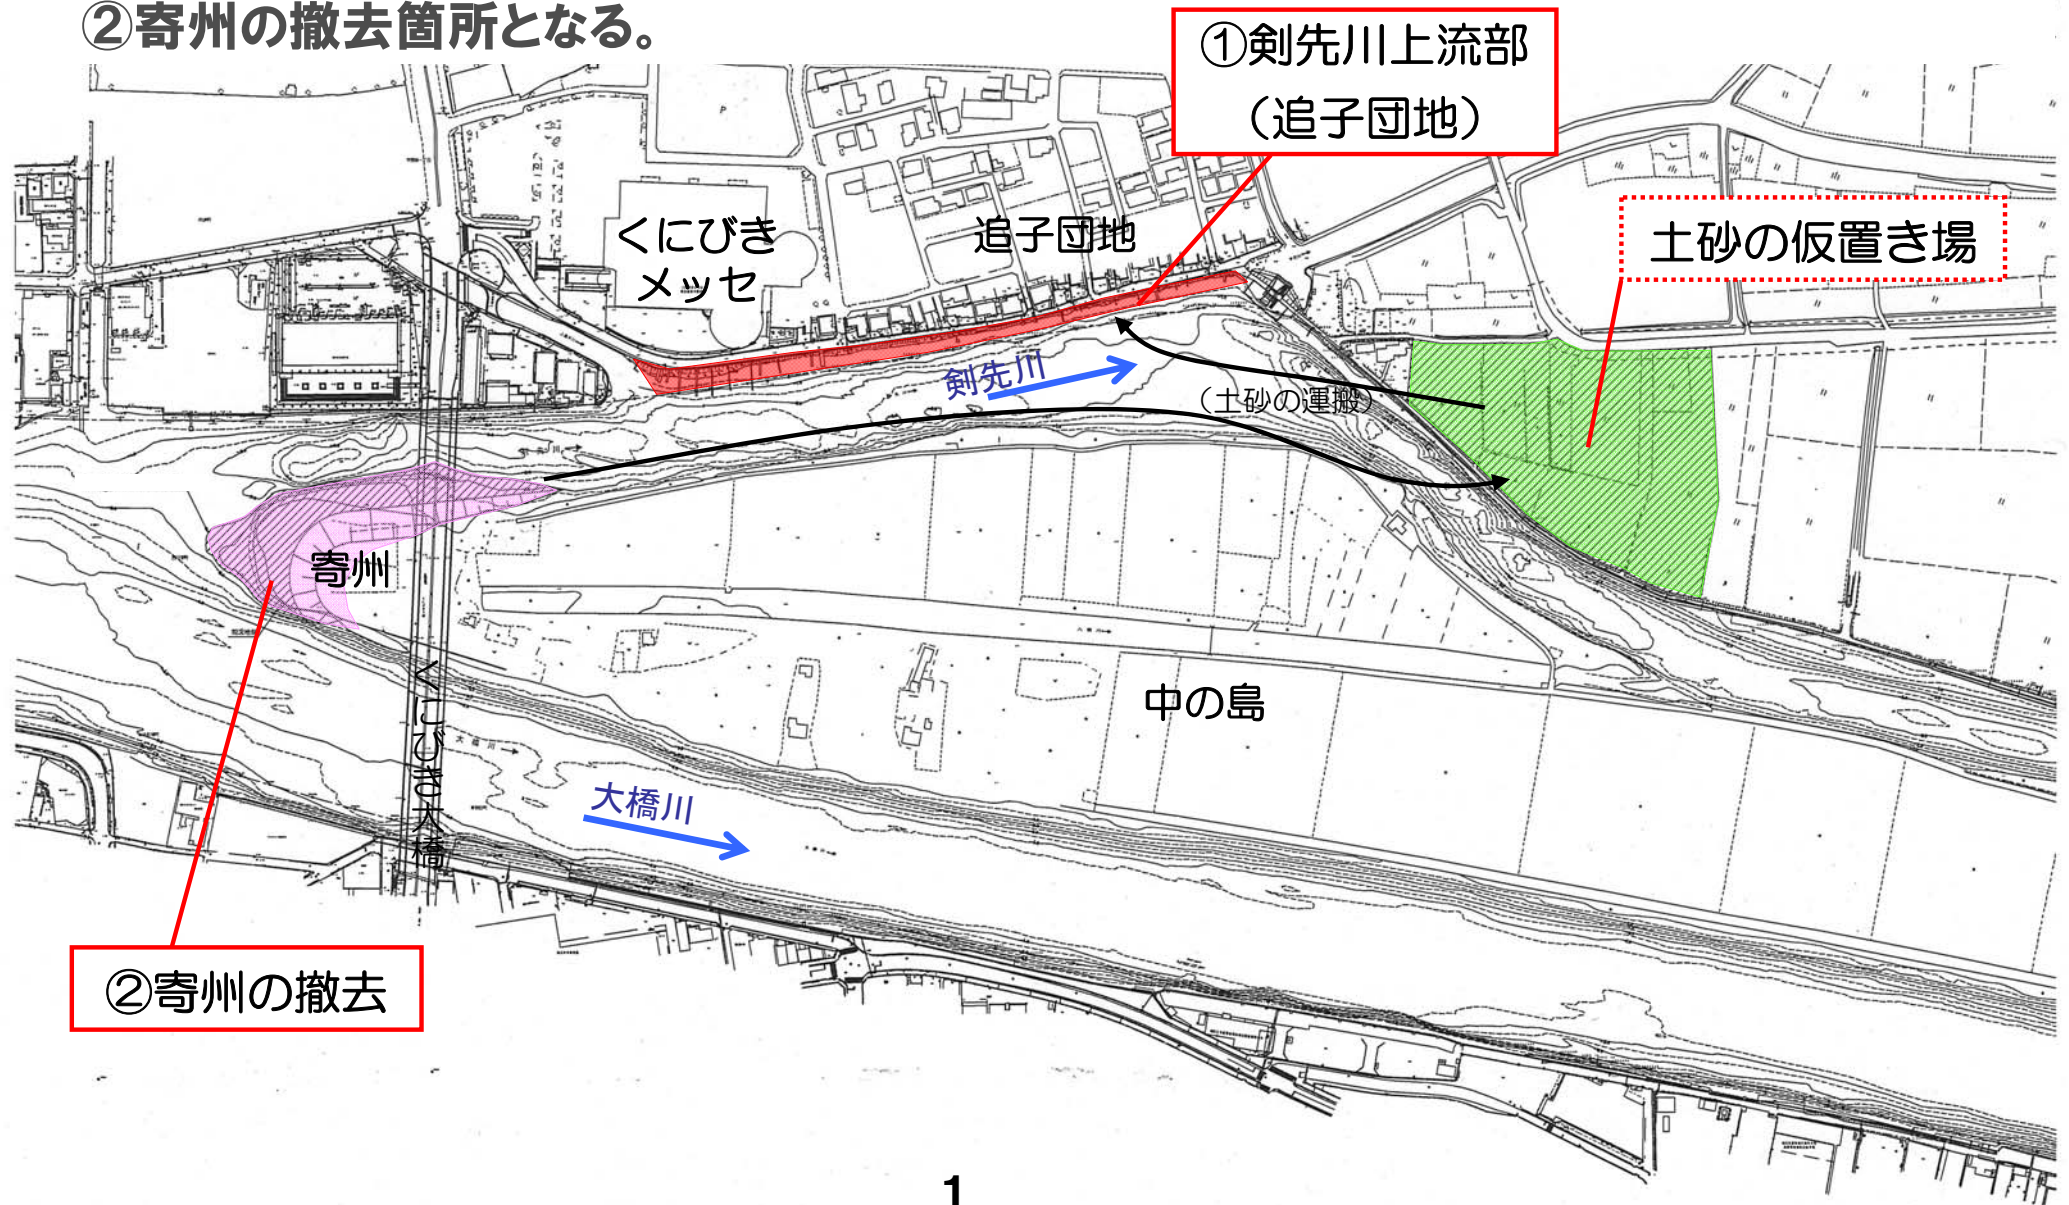 ②寄州の撤去箇所となる。
①剣先川上流部
（追子団地）
くにびき
メッセ
追子団地
土砂の仮置き場
剣先川
（土砂の運搬）
寄州
中の島
くにびき大橋
大橋川
大橋川
②寄州の撤去
P
1